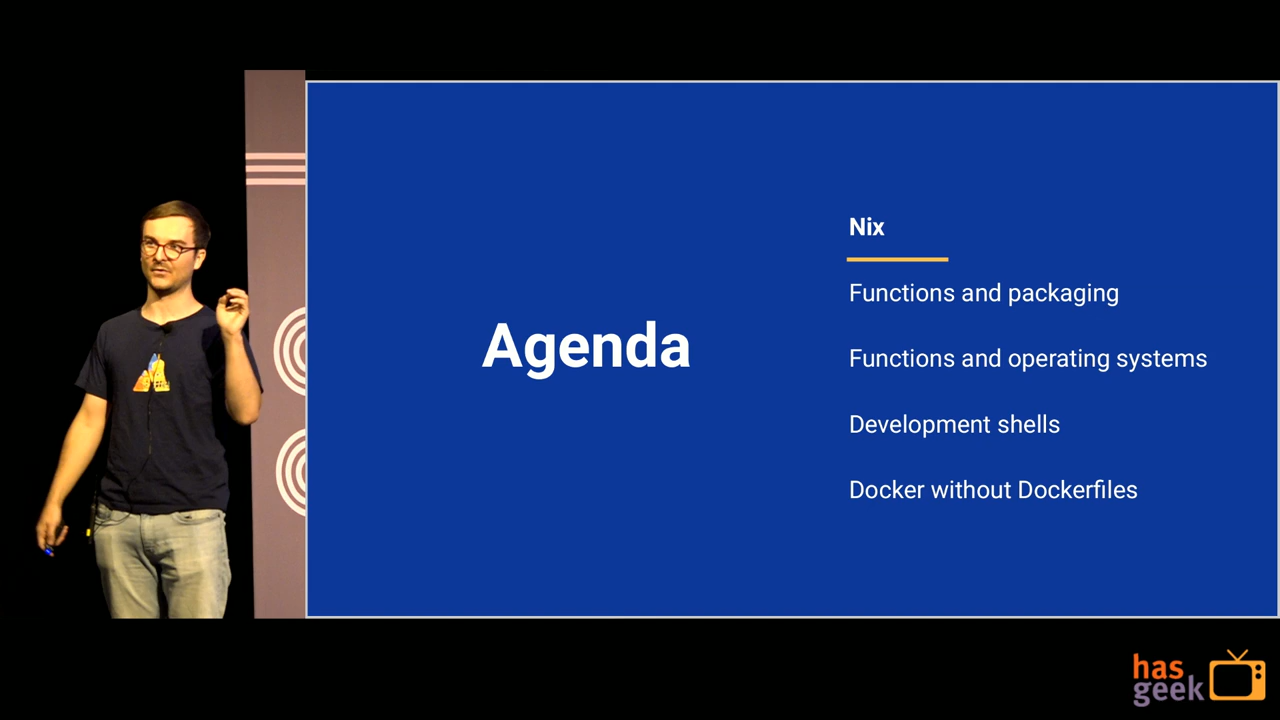 Agenda
Nix
Functions and packaging
Functions and operating systems
Development shells
Docker without Dockerfiles
has
geek